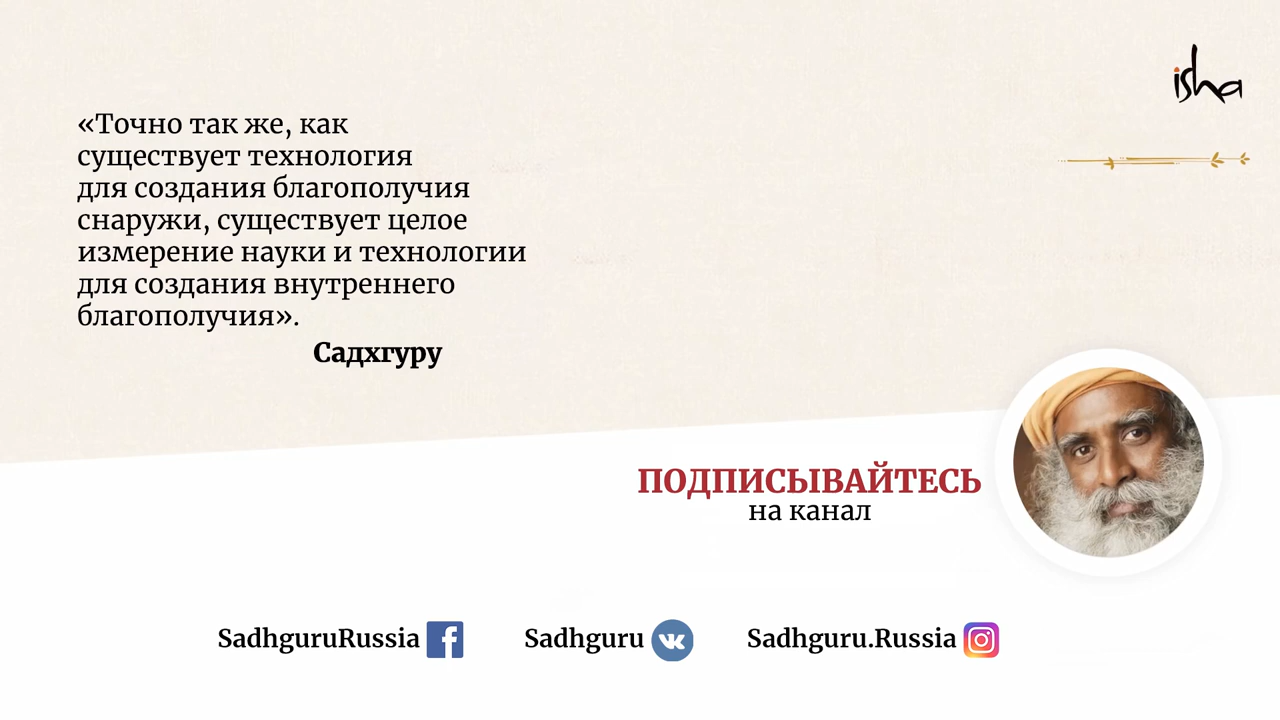 isha
«Точно так же, как
существует технология
для создания благополучия
снаружи, существует целое
измерение науки и технологии
для создания внутреннего
благополучия».
Садхгуру
ПОДПИСЫВАЙТЕСЬ
на канал
SadhguruRussia
Sadhguru
Sadhguru.Russia